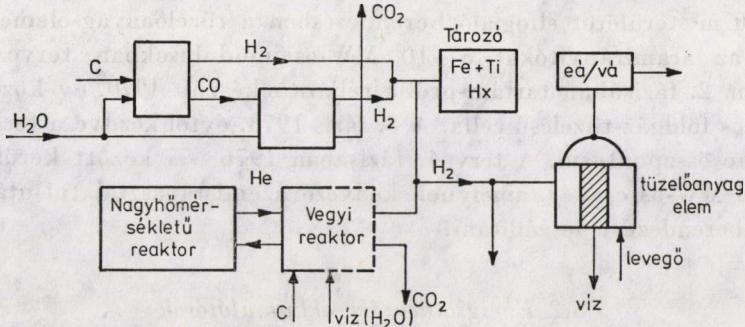 CO₂
H₂
C
CO
H₂
H₂O
Tározó
Fe·Ti
Hx
eá/vá
He
H₂
Nagyhőmér-
sékletű
reaktor
Vegyi
reaktor
tüzelőanyag
elem
levegő
C
víz(H₂O)
CO₂
víz